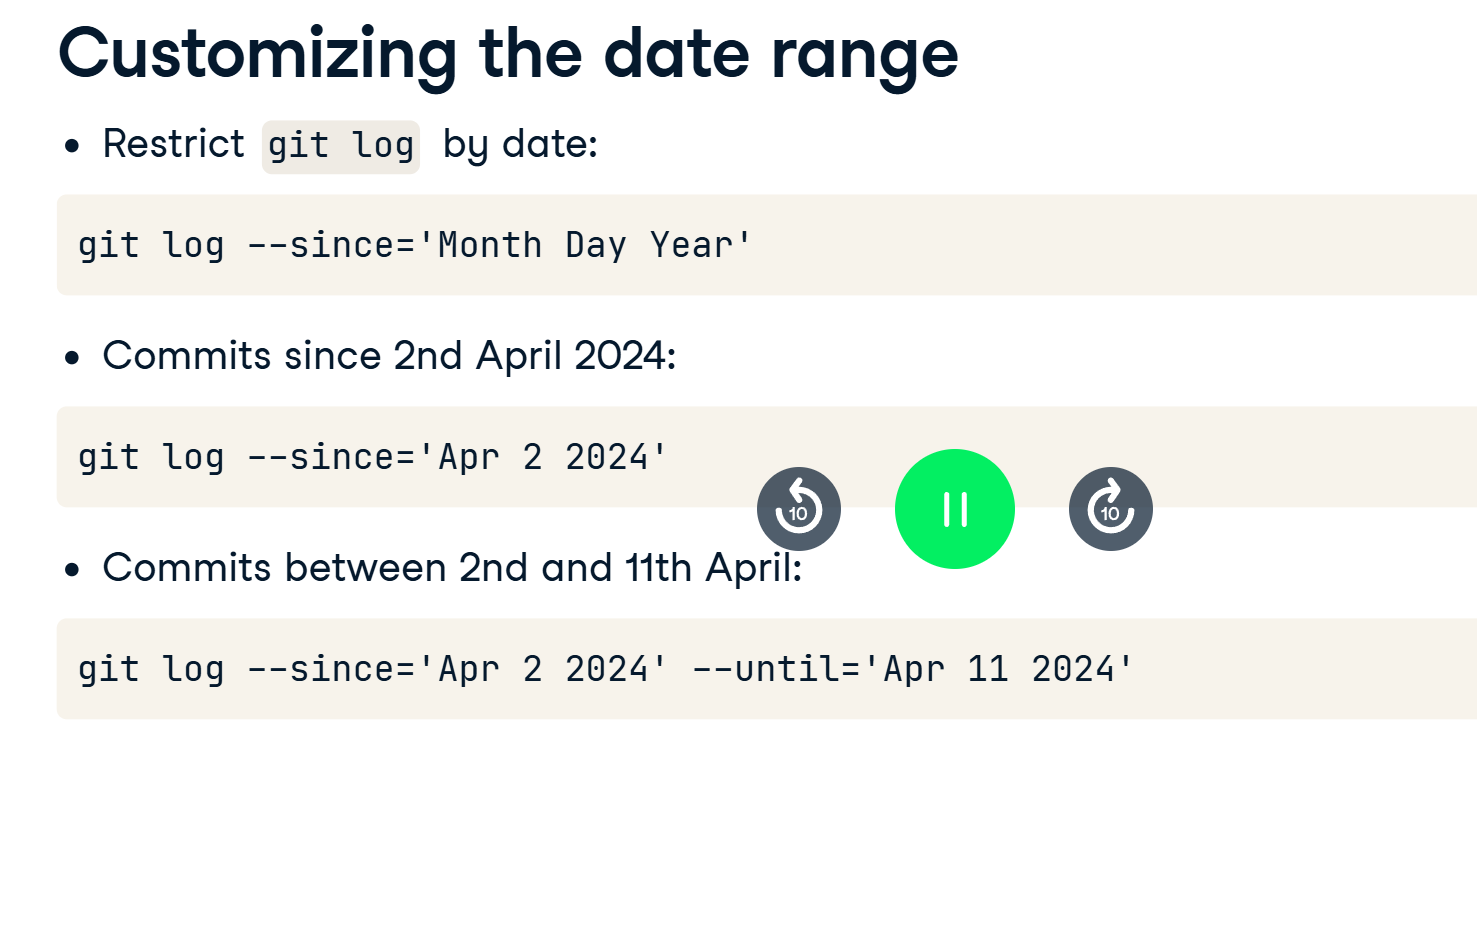 Customizing the date range
• Restrict git log by date:
git log --since='Month Day Year'
• Commits since 2nd April 2024:
git log --since='Apr 2 2024'
10
10
• Commits between 2nd and 11th April:
git log --since='Apr 2 2024' --until='Apr 11 2024'